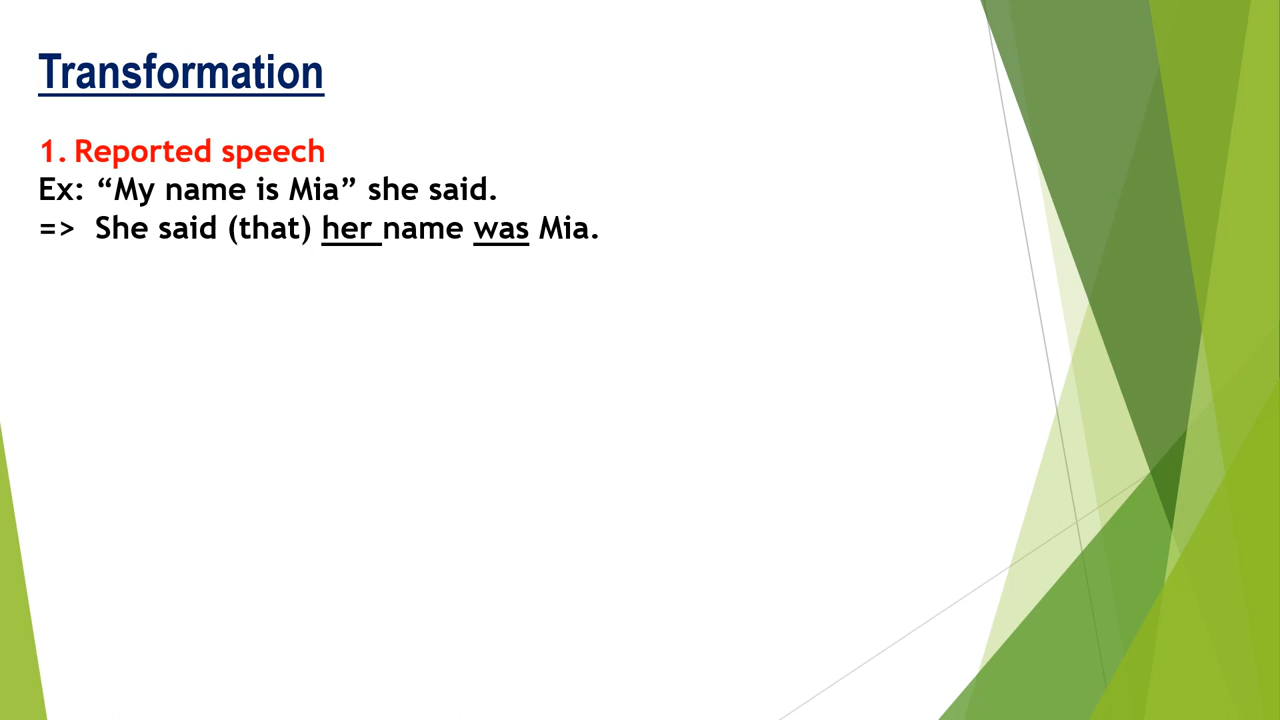 Transformation
1. Reported speech
Ex: “My name is Mia” she said.
=> She said (that) her name was Mia.